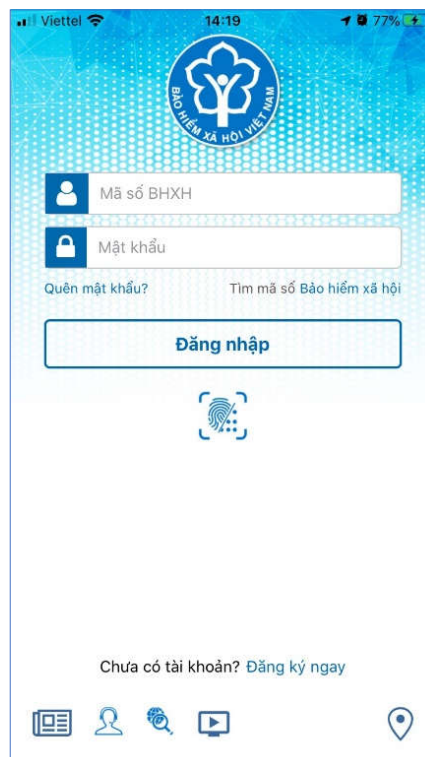 Viettel 14:19 77%
BẢO HIỂM XÃ HỘI VIỆT NAM
Mã số BHXH
Mật khẩu
Quên mật khẩu? Tìm mã số Bảo hiểm xã hội
Đăng nhập
Chưa có tài khoản? Đăng ký ngay